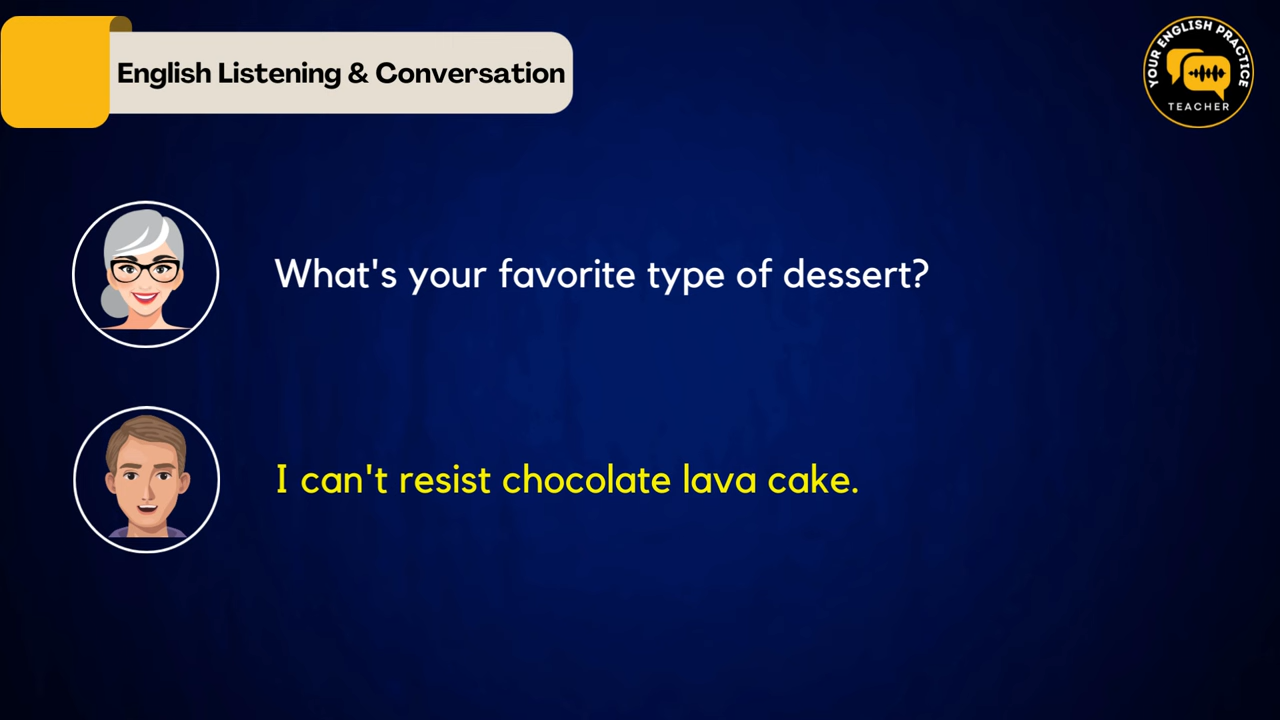 English Listening & Conversation
YOUR ENGLISH PRACTICE
TEACHER
What's your favorite type of dessert?
I can't resist chocolate lava cake.